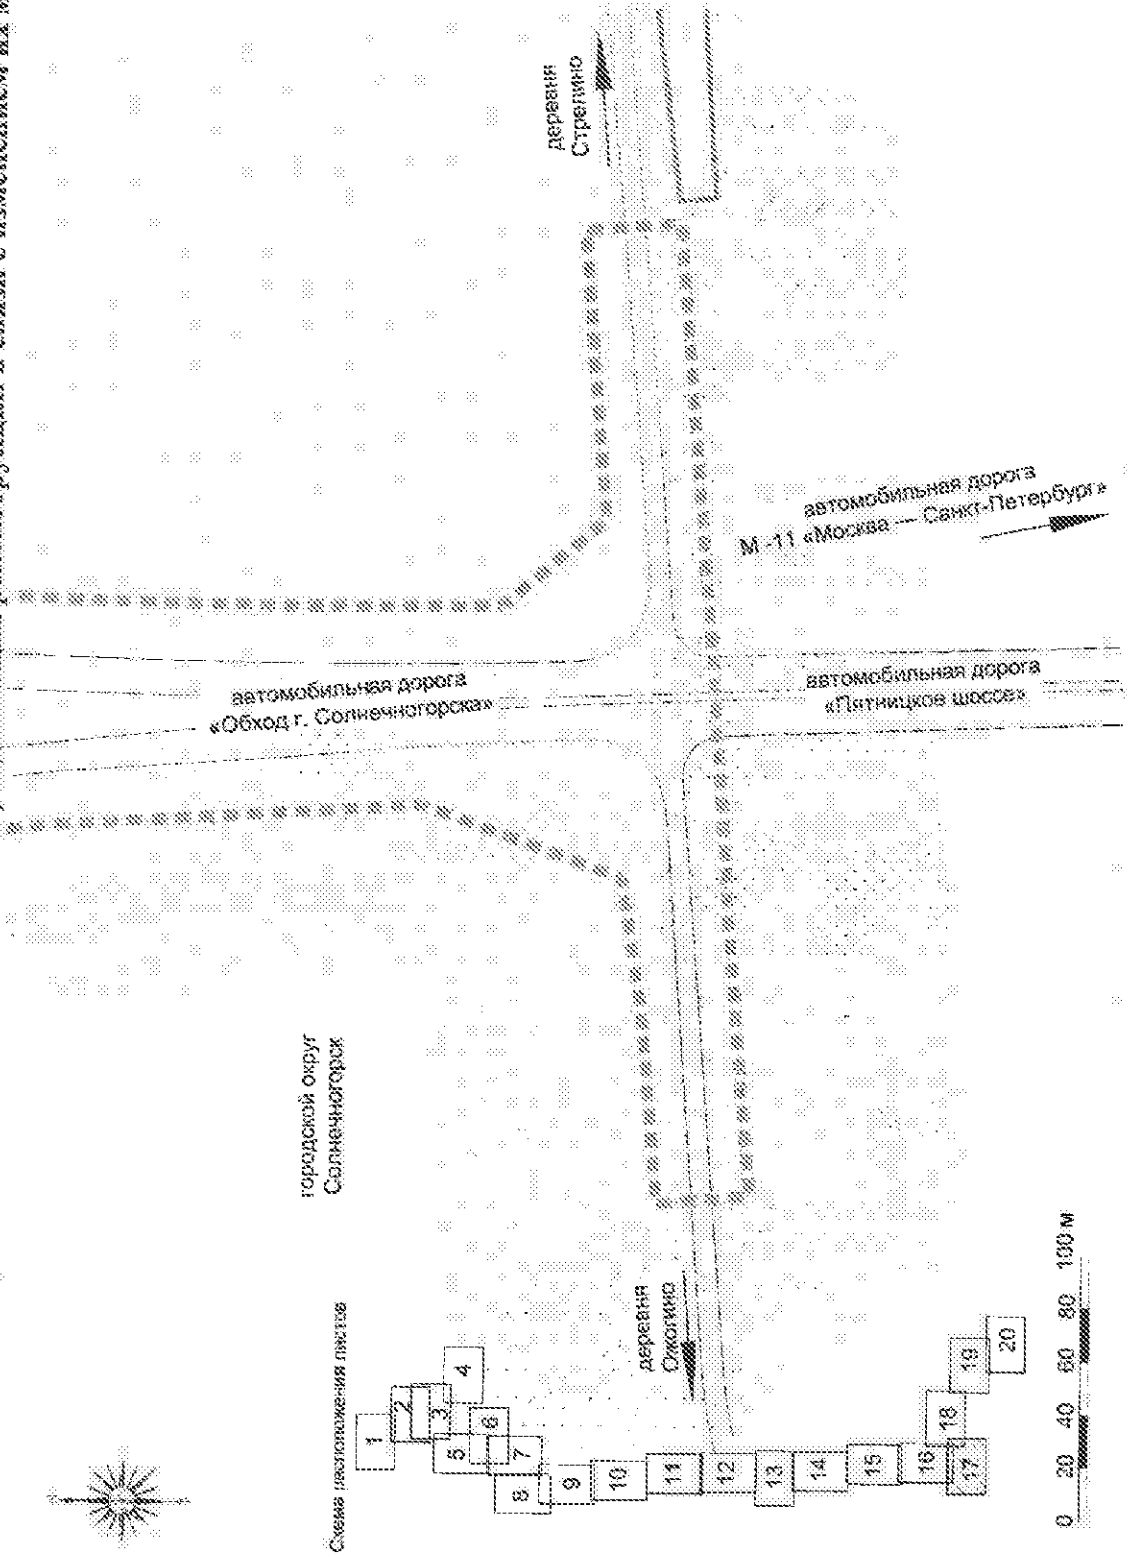 деревня
Стрелино
автомобильная дорога
М -11 «Москва — Санкт-Петербург»
автомобильная дорога
«Обход г. Солнечногорска»
автомобильная дорога
«Пятницкое шоссе»
городской округ
Солнечногорск
деревня
Ожогино
Схема расположения листов
1
2
3
4
5
6
7
8
9
10
11
12
13
14
15
16
17
18
19
20
0 20 40 60 80 100 м